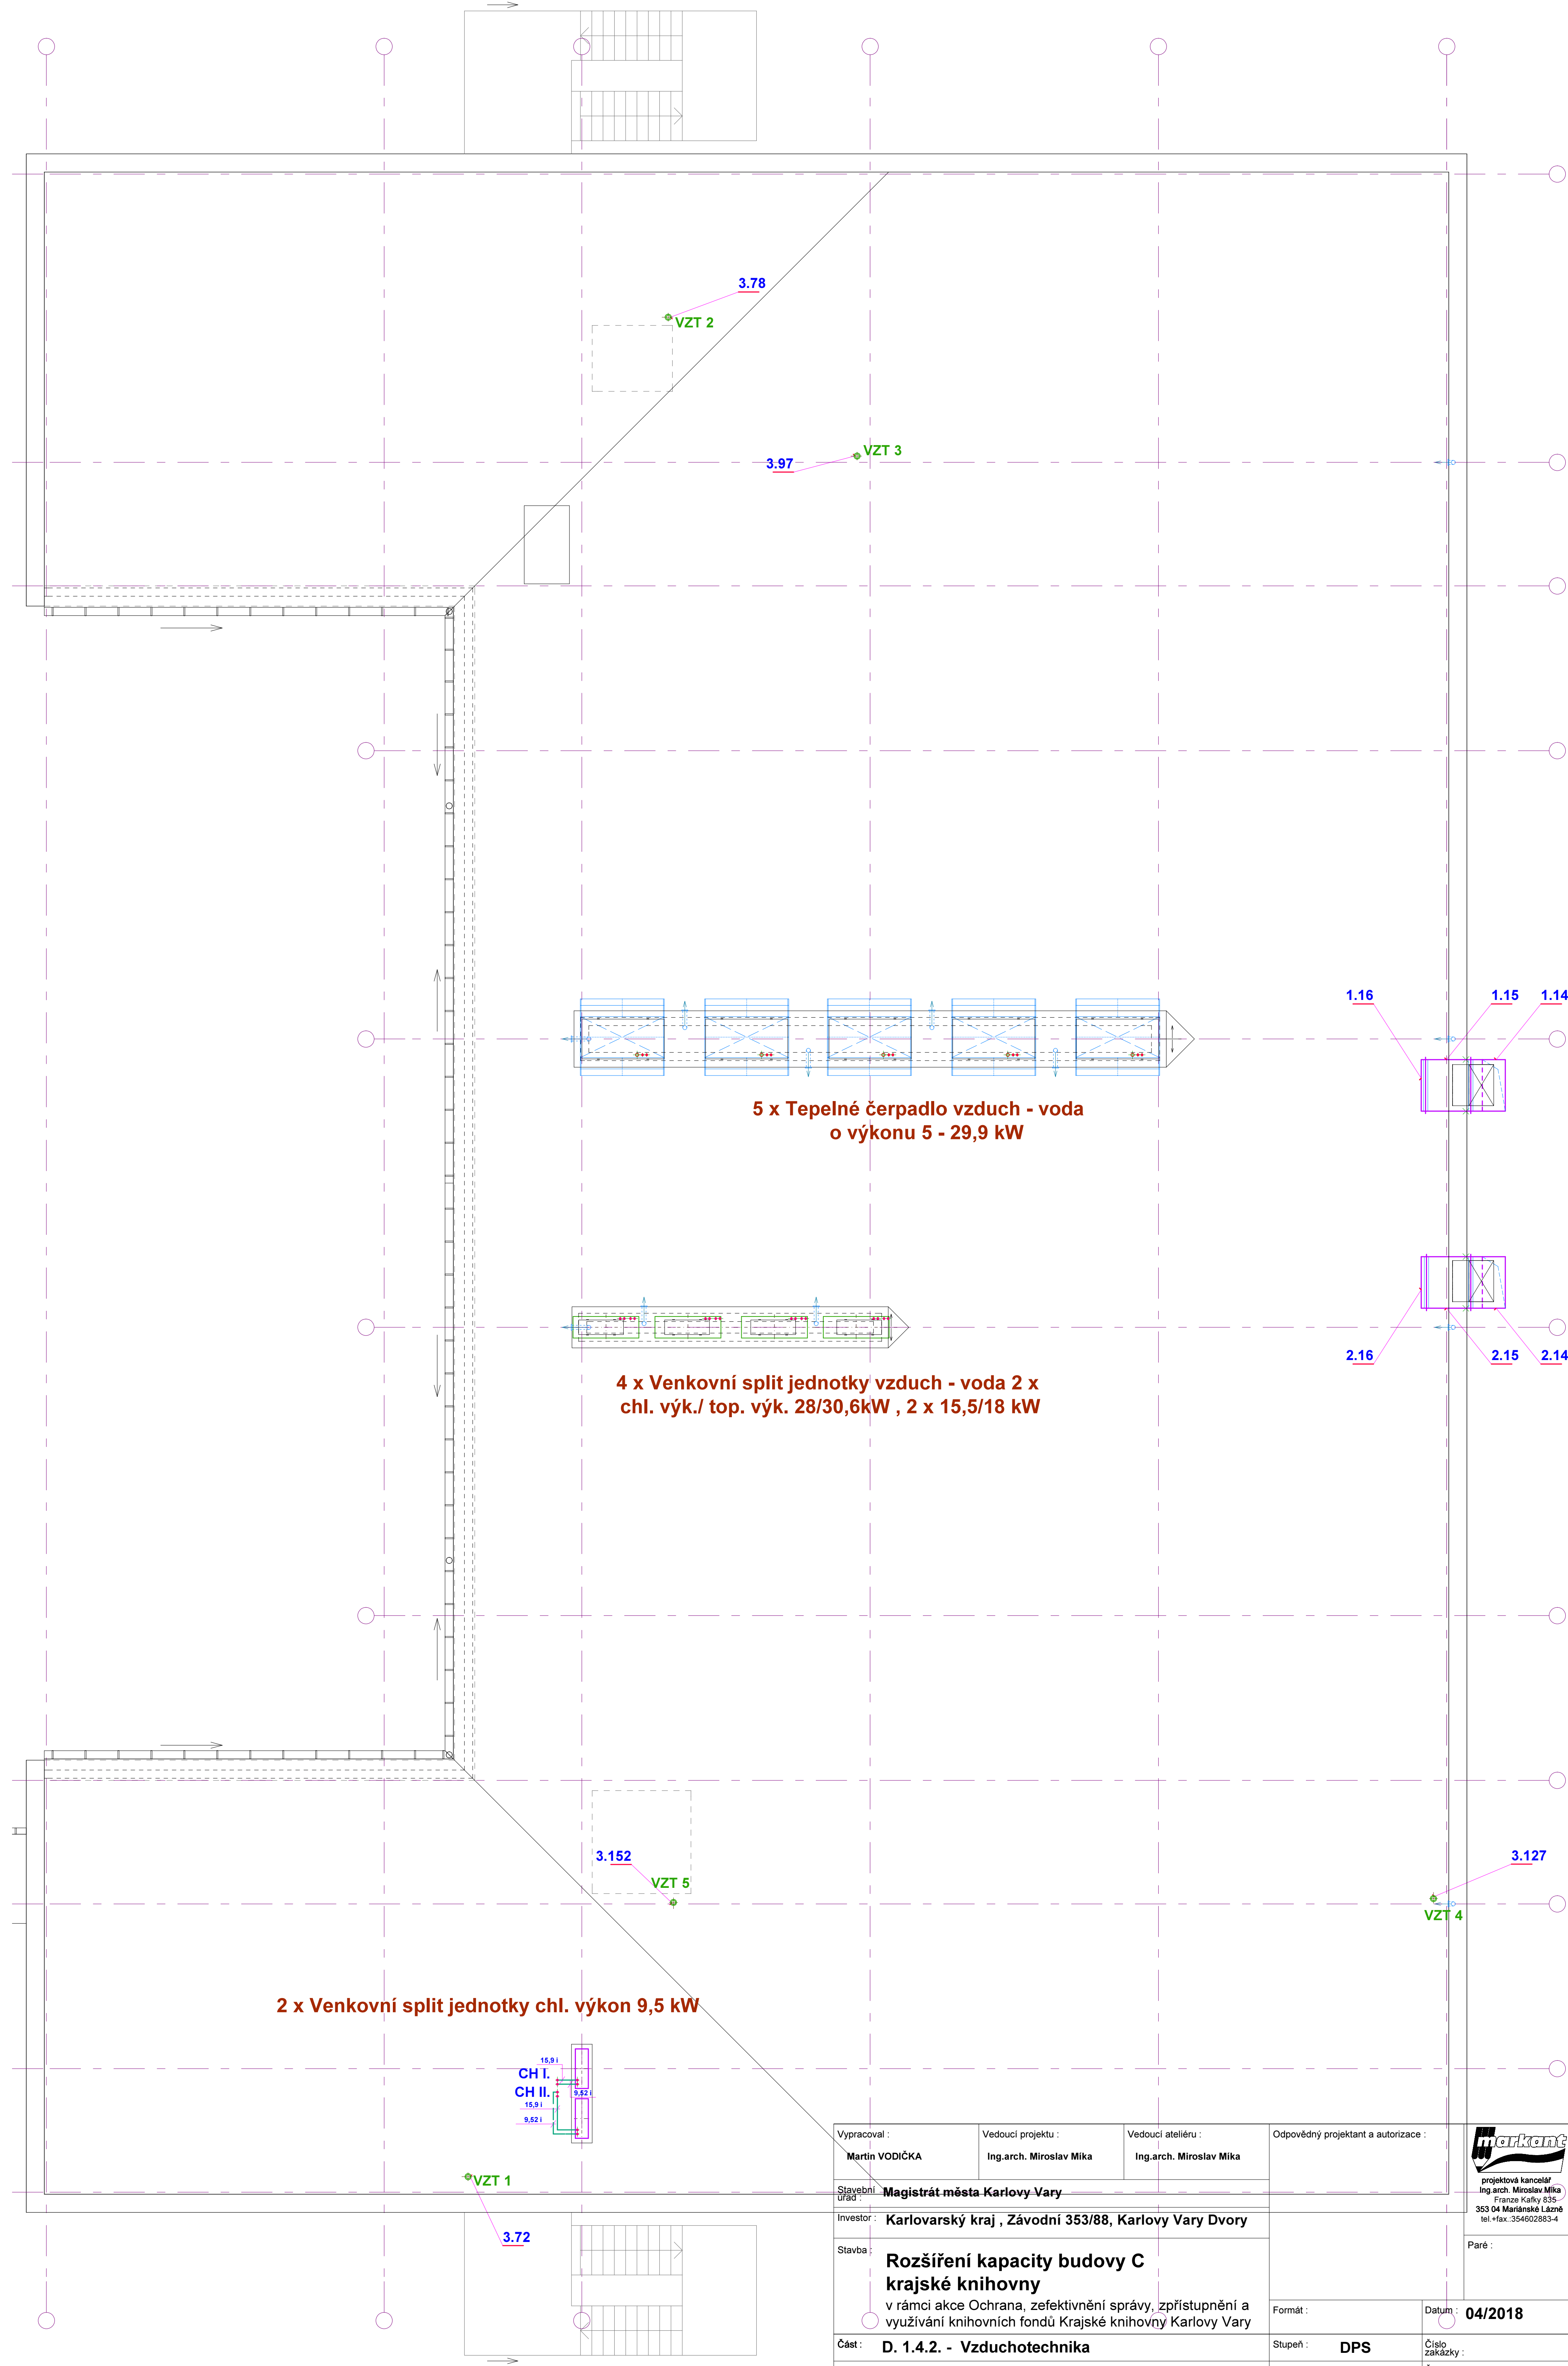 3.78
VZT 2
VZT 3
3.97
1.16
1.15
1.14
5 x Tepelné čerpadlo vzduch - voda
o výkonu 5 - 29,9 kW
2.16
2.15
2.14
4 x Venkovní split jednotky vzduch - voda 2 x
chl. výk./ top. výk. 28/30,6kW , 2 x 15,5/18 kW
3.152
VZT 5
3.127
VZT 4
2 x Venkovní split jednotky chl. výkon 9,5 kW
15,9 i
CH I.
CH II.
9,52 i
15,9 i
9,52 i
VZT 1
3.72
Vypracoval :
Martin VODIČKA
Vedoucí projektu :
Ing.arch. Miroslav Míka
Vedoucí ateliéru :
Ing.arch. Miroslav Míka
Odpovědný projektant a autorizace :
markant
projektová kancelář
Ing.arch. Miroslav Míka
Franze Kafky 835
353 04 Mariánské Lázně
tel.+fax.:354602883-4
Stavební
úřad :
Magistrát města Karlovy Vary
Investor :
Karlovarský kraj , Závodní 353/88, Karlovy Vary Dvory
Stavba :
Rozšíření kapacity budovy C
krajské knihovny
v rámci akce Ochrana, zefektivnění správy, zpřístupnění a
využívání knihovních fondů Krajské knihovny Karlovy Vary
Paré :
Formát :
Datum :
04/2018
Část :
D. 1.4.2. - Vzduchotechnika
Stupeň :
DPS
Číslo
zakázky :